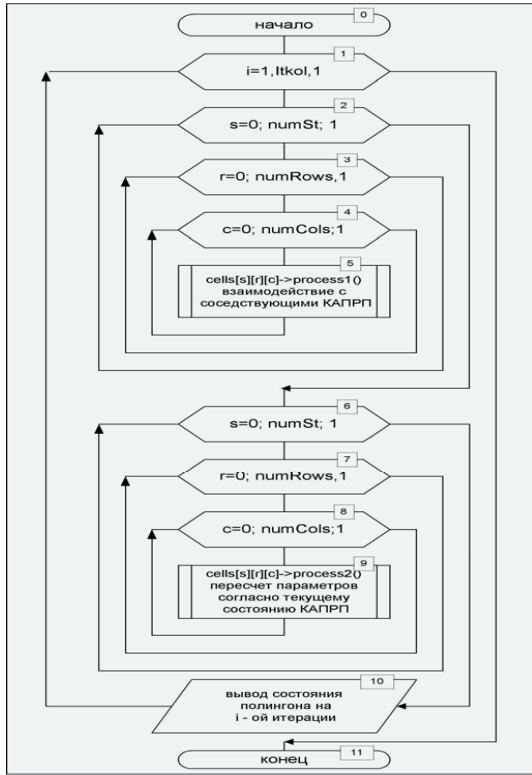 0
начало
1
i=1,Itkol,1
2
s=0; numSt; 1
3
r=0; numRows,1
4
c=0; numCols;1
5
cells[s][r][c]->process1()
взаимодействие с
соседствующими КАПРП
6
s=0; numSt; 1
7
r=0; numRows,1
8
c=0; numCols;1
9
cells[s][r][c]->process2()
пересчет параметров
согласно текущему
состоянию КАПРП
10
вывод состояния
полингона на
i - ой итерации
11
конец